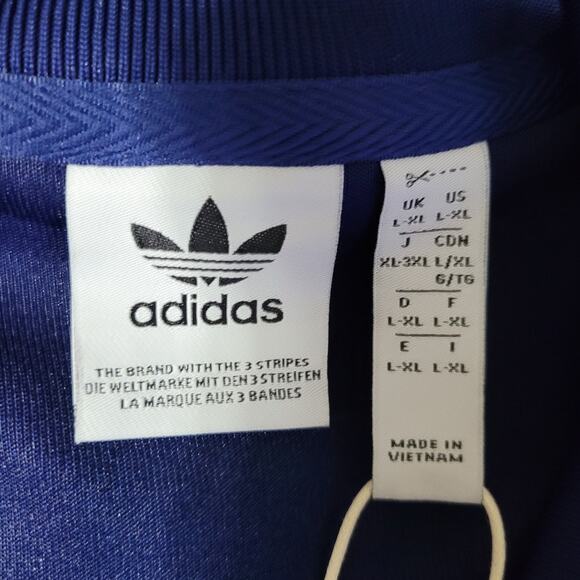 adidas
THE BRAND WITH THE 3 STRIPES
DIE WELTMARKE MIT DEN 3 STREIFEN
LA MARQUE AUX 3 BANDES
UK US
L-XL L-XL
J CDN
XL-3XL L/XL
G/TG
D F
L-XL L-XL
E I
L-XL L-XL
MADE IN
VIETNAM